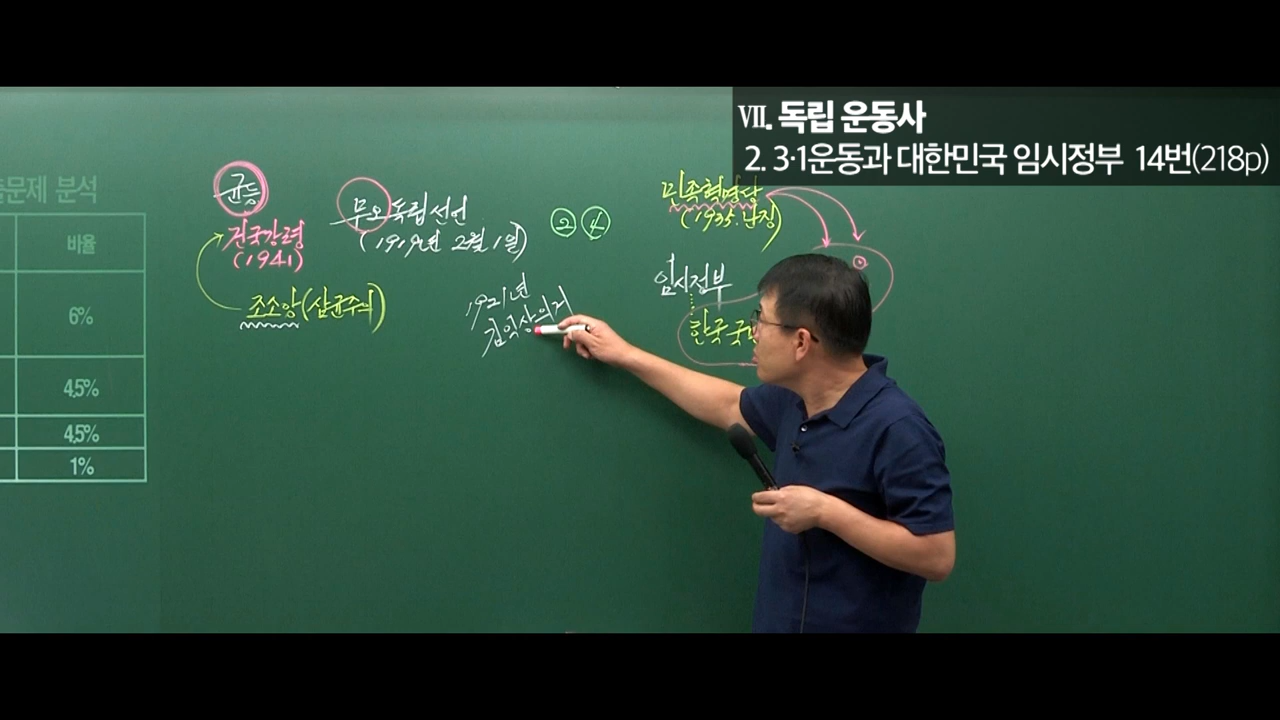 Ⅶ. 독립 운동사
2. 3·1운동과 대한민국 임시정부 14번(218p)
출문제 분석
비율
6%
4.5%
4.5%
1%
균등
건국강령
(1941)
조소앙(삼균주의)
무오독립선언
(1919년 2월 1일)
② ④
1921년
김익상의거
민족혁명당
(1935.난징)
임시정부
한국국민